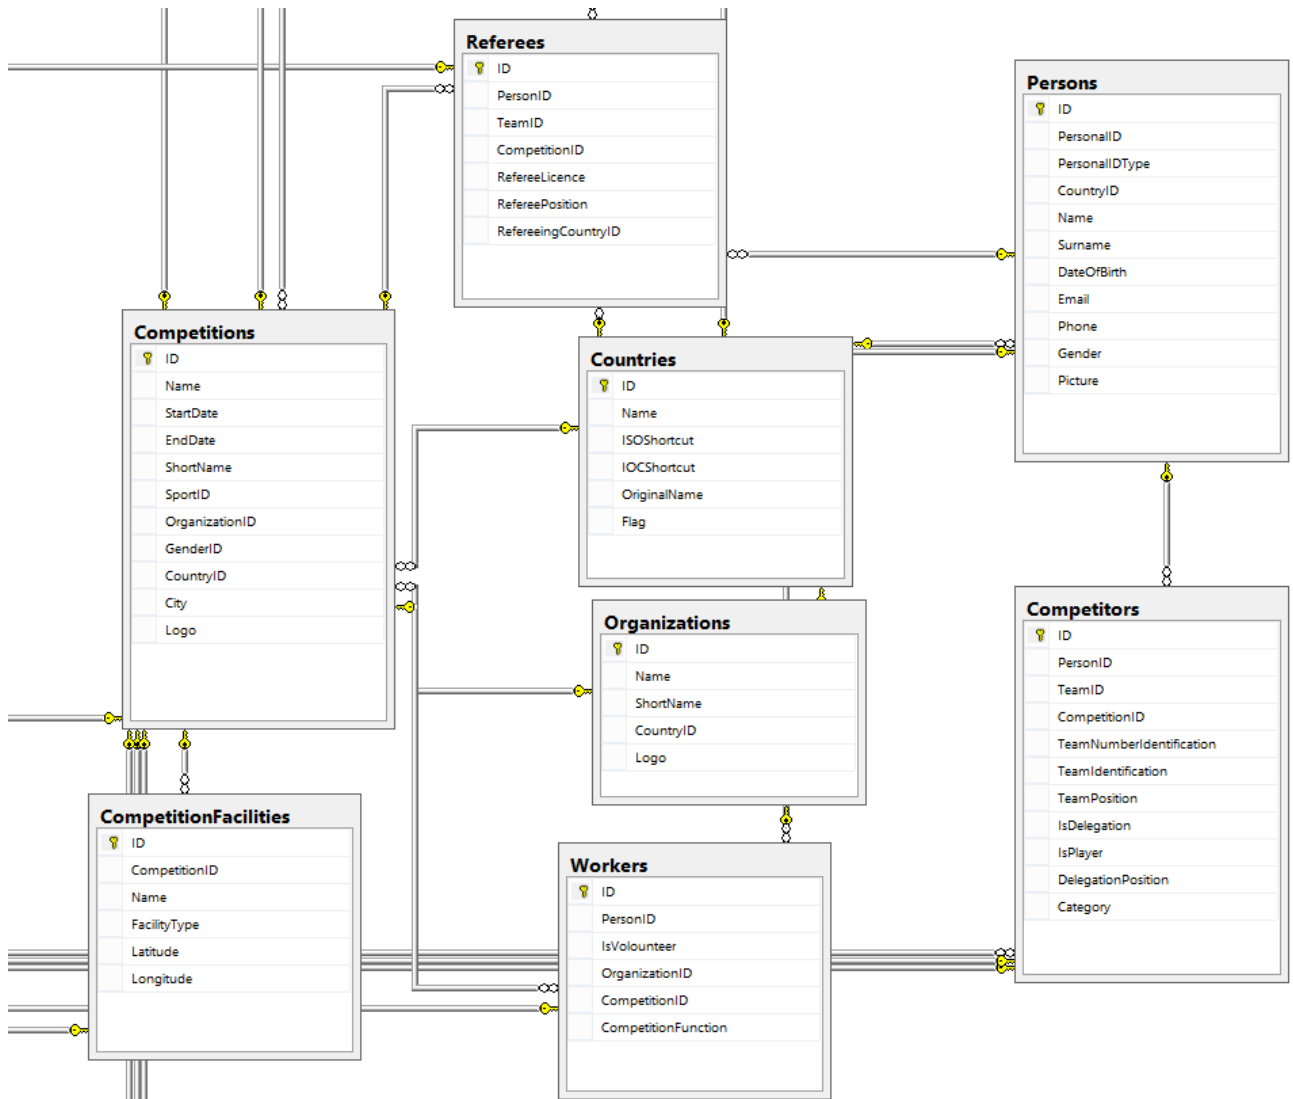 Referees
ID
PersonID
TeamID
CompetitionID
RefereeLicence
RefereePosition
RefereeingCountryID
Persons
ID
PersonalID
PersonalIDType
CountryID
Name
Surname
DateOfBirth
Email
Phone
Gender
Picture
Competitions
ID
Name
StartDate
EndDate
ShortName
SportID
OrganizationID
GenderID
CountryID
City
Logo
Countries
ID
Name
ISOShortcut
IOCShortcut
OriginalName
Flag
Organizations
ID
Name
ShortName
CountryID
Logo
Competitors
ID
PersonID
TeamID
CompetitionID
TeamNumberIdentification
TeamIdentification
TeamPosition
IsDelegation
IsPlayer
DelegationPosition
Category
CompetitionFacilities
ID
CompetitionID
Name
FacilityType
Latitude
Longitude
Workers
ID
PersonID
IsVolounteer
OrganizationID
CompetitionID
CompetitionFunction